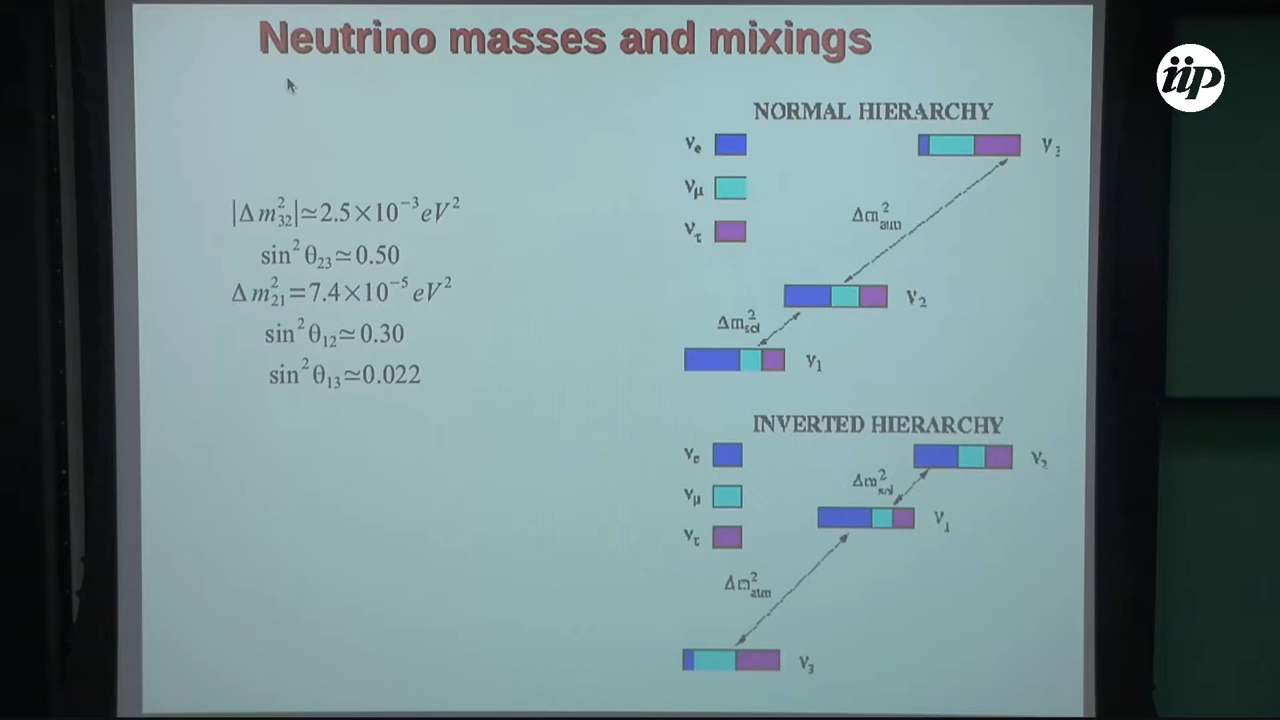 Neutrino masses and mixings
iip
|Δm²₃₂|≃2.5×10⁻³eV²
sin²θ₂₃≃0.50
Δm²₂₁=7.4×10⁻⁵eV²
sin²θ₁₂≃0.30
sin²θ₁₃≃0.022
NORMAL HIERARCHY
νe
ν₃
νμ
Δm²atm
ντ
ν₂
Δm²sol
ν₁
INVERTED HIERARCHY
νe
ν₂
Δm²sol
νμ
ν₁
ντ
Δm²atm
ν₃